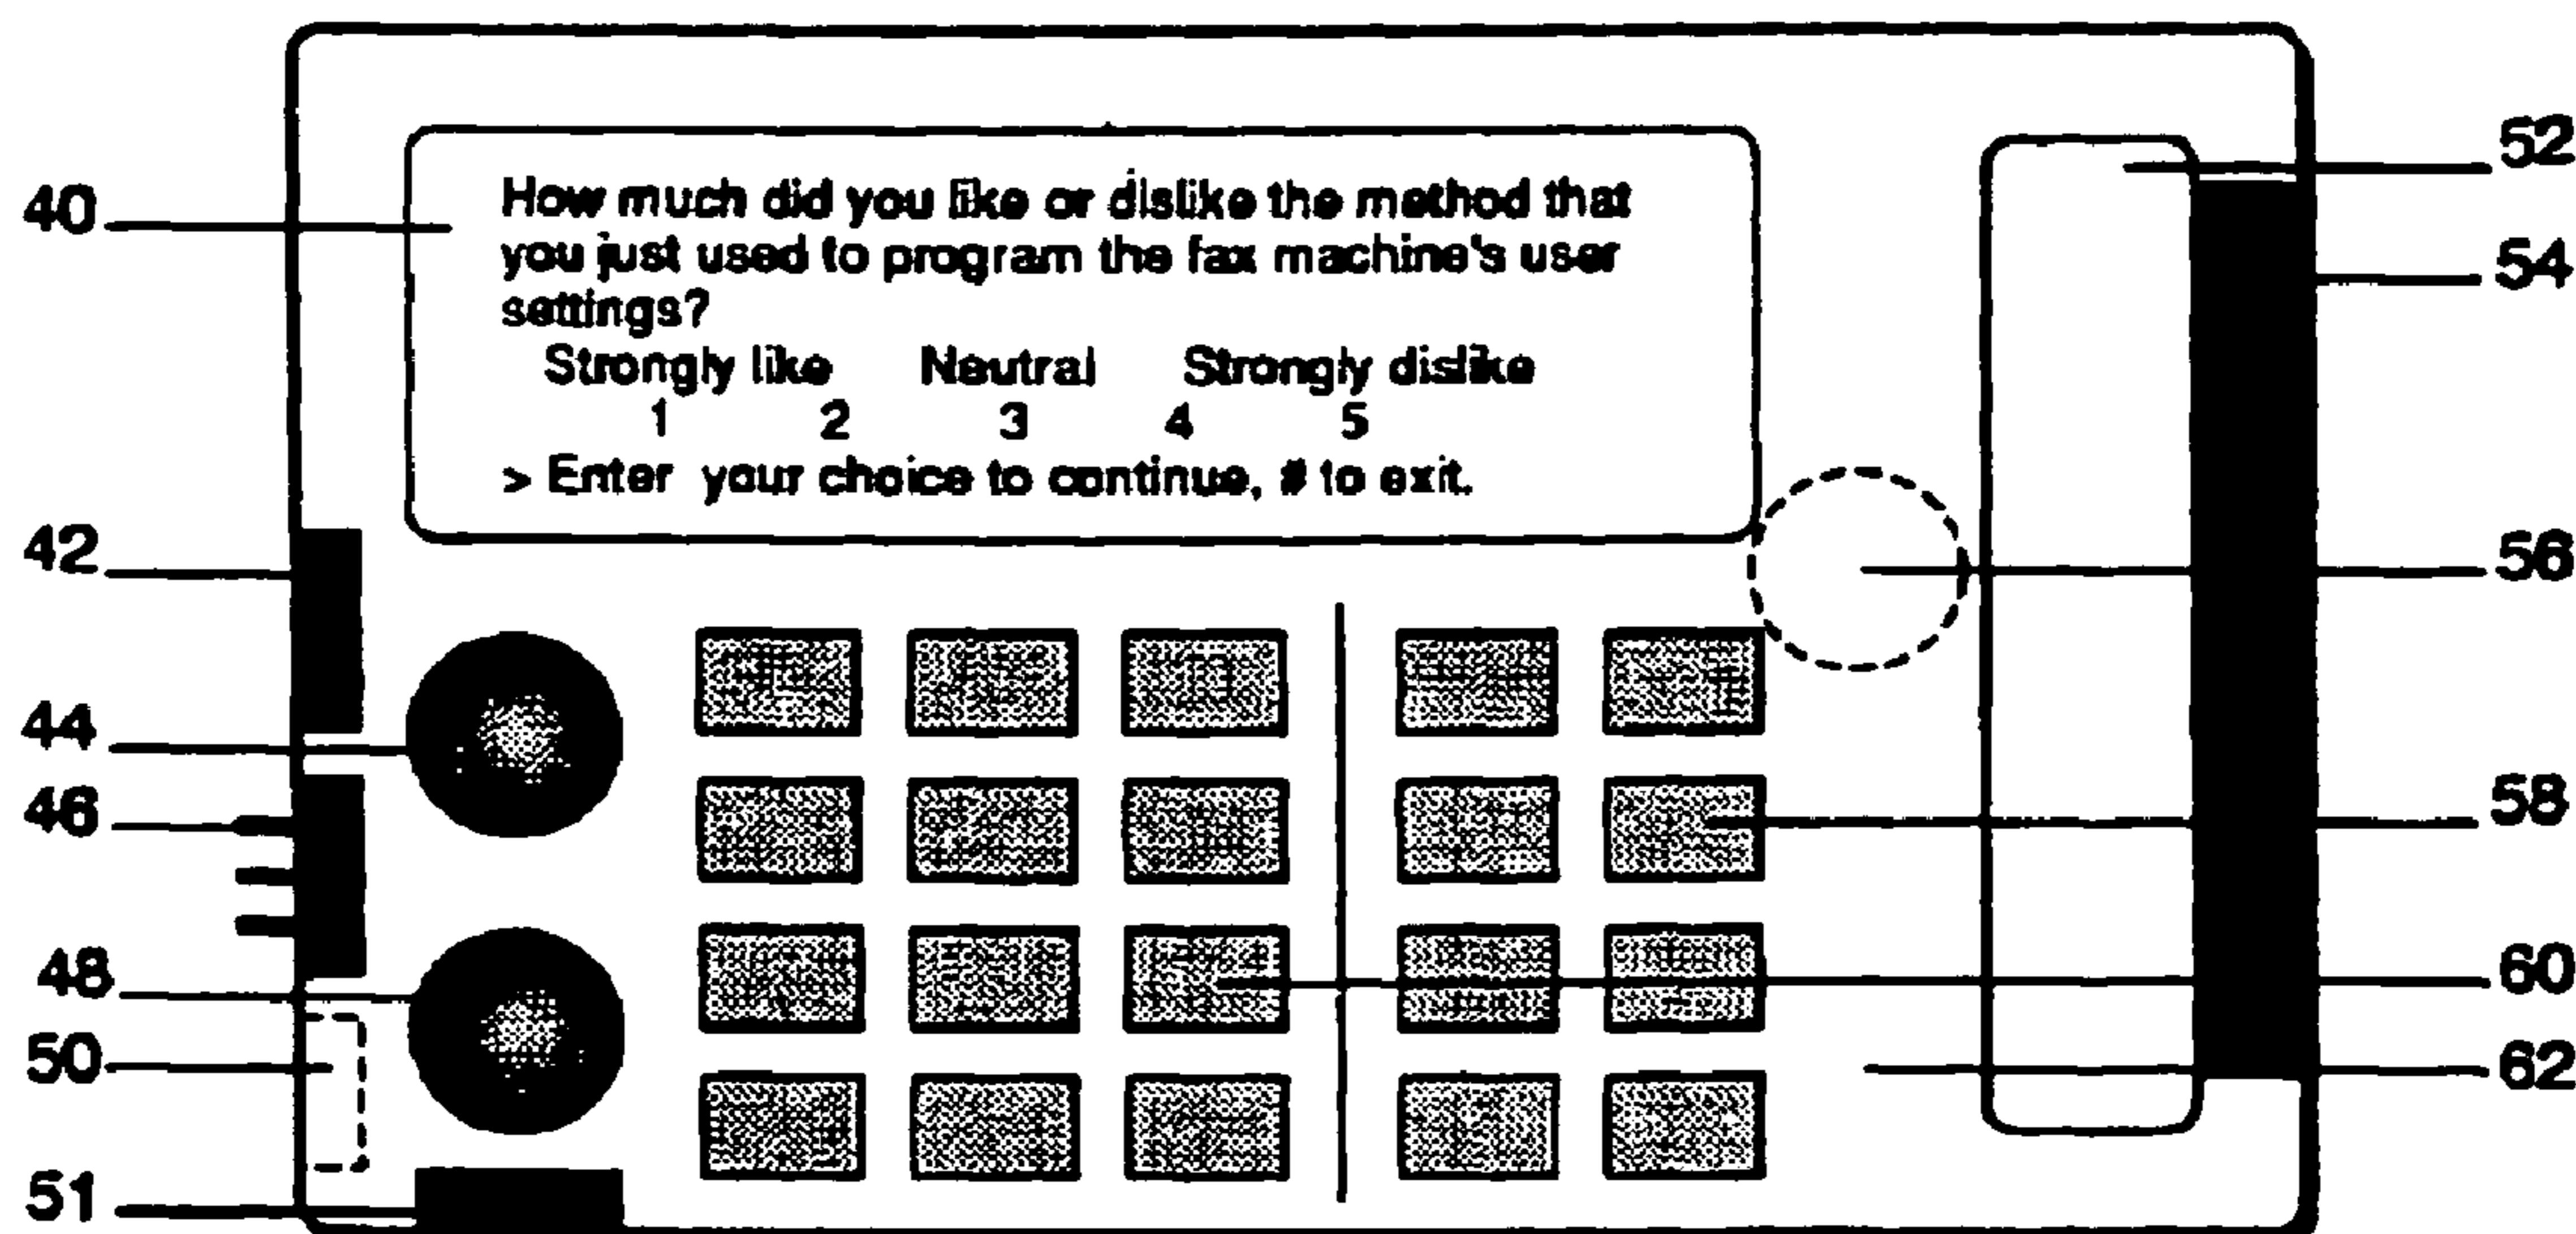 How much did you like or dislike the method that
you just used to program the fax machine's user
settings?
Strongly like Neutral Strongly dislike
1 2 3 4 5
> Enter your choice to continue, # to exit.
40
42
44
46
48
50
51
52
54
56
58
60
62